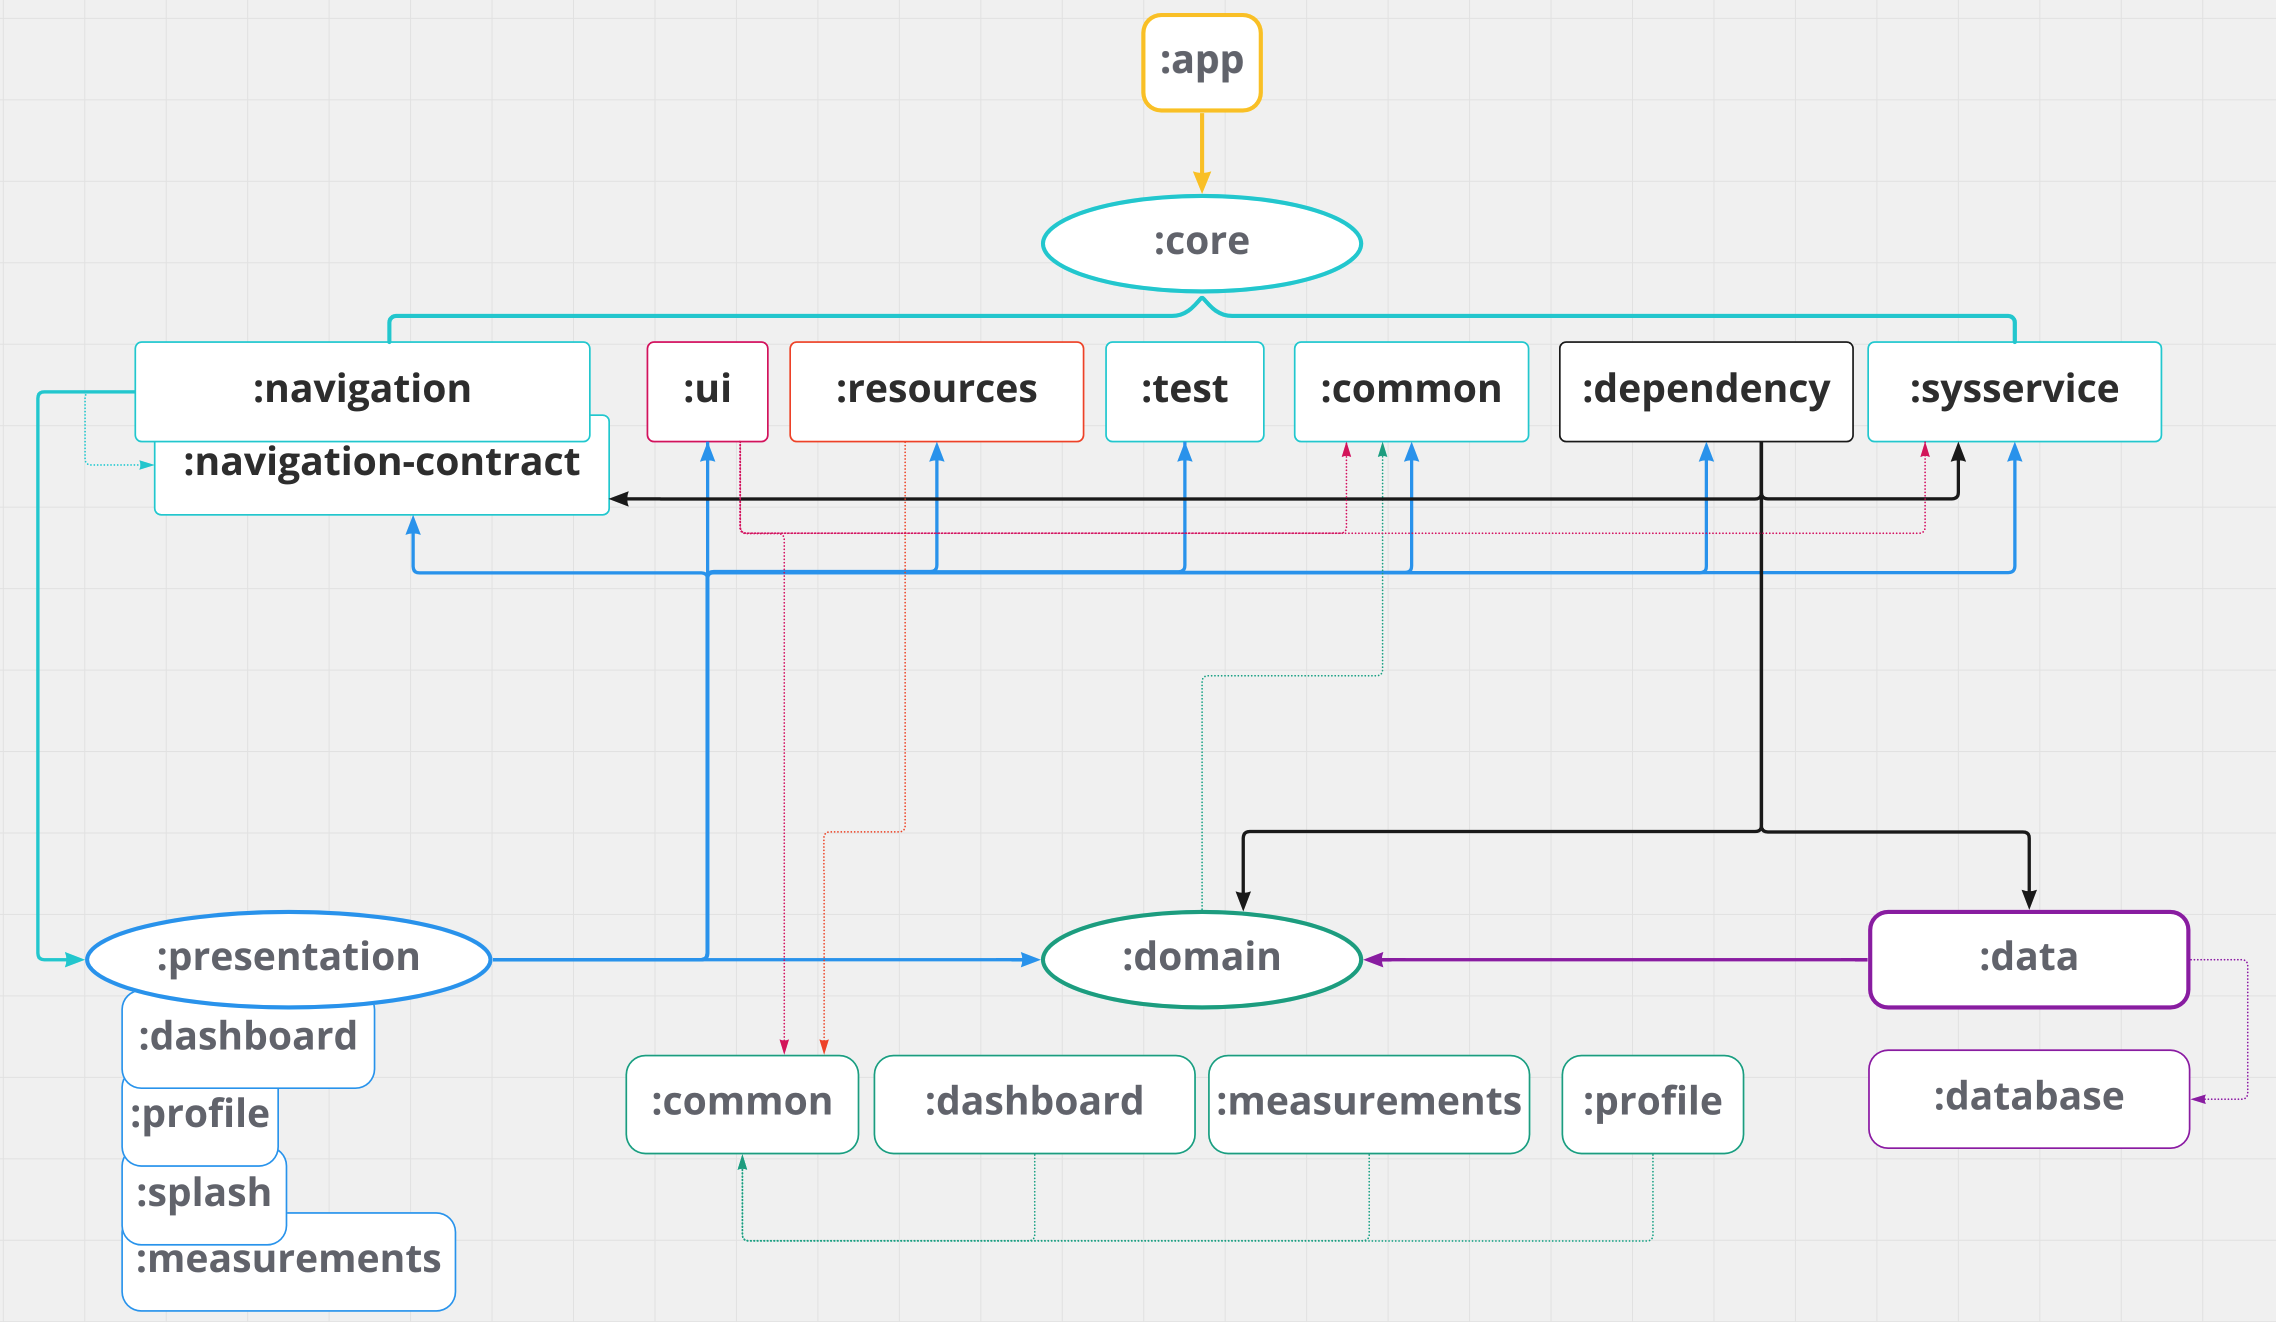 :app
:core
:navigation
:ui
:resources
:test
:common
:dependency
:sysservice
:navigation-contract
:presentation
:domain
:data
:dashboard
:profile
:splash
:measurements
:common
:dashboard
:measurements
:profile
:database